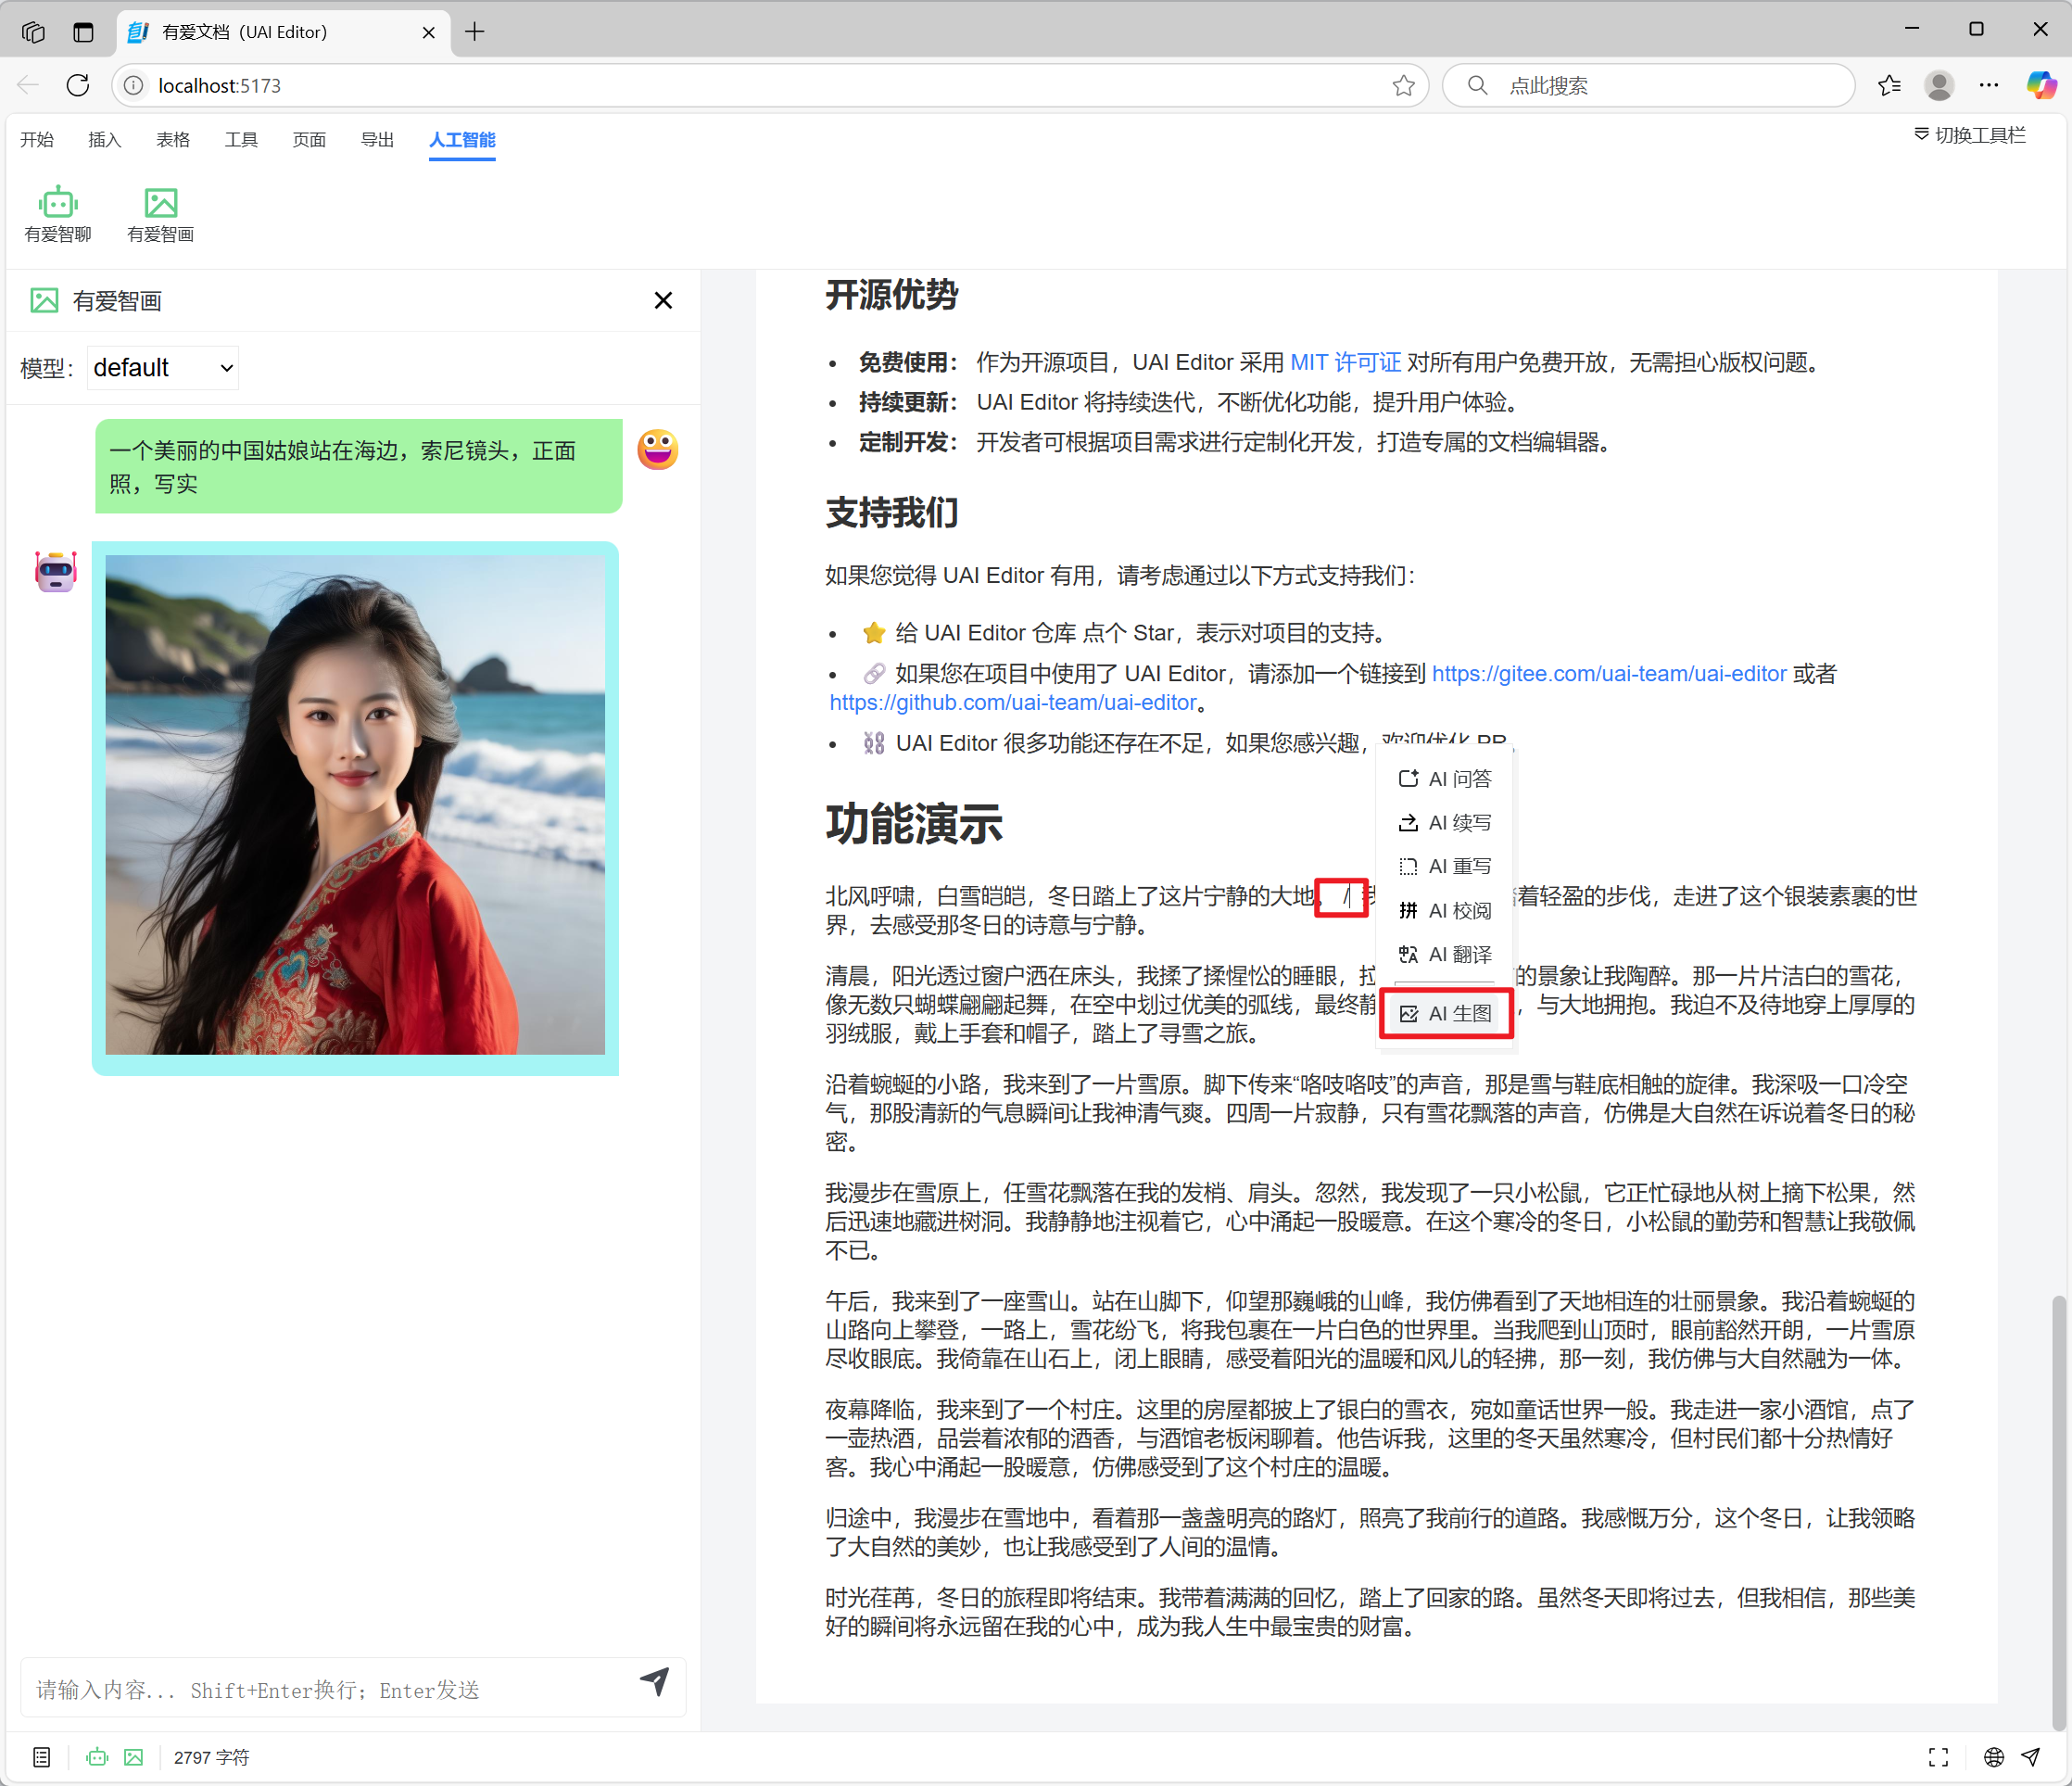 有爱文档（UAI Editor）
localhost:5173
点此搜索
开始 插入 表格 工具 页面 导出 人工智能
切换工具栏
有爱智聊 有爱智画
有爱智画
模型： default
一个美丽的中国姑娘站在海边，索尼镜头，正面
照，写实
请输入内容... Shift+Enter换行；Enter发送
开源优势
• 免费使用： 作为开源项目，UAI Editor 采用 MIT 许可证 对所有用户免费开放，无需担心版权问题。
• 持续更新： UAI Editor 将持续迭代，不断优化功能，提升用户体验。
• 定制开发： 开发者可根据项目需求进行定制化开发，打造专属的文档编辑器。
支持我们
如果您觉得 UAI Editor 有用，请考虑通过以下方式支持我们：
• ⭐ 给 UAI Editor 仓库 点个 Star，表示对项目的支持。
• 🔗 如果您在项目中使用了 UAI Editor，请添加一个链接到 https://gitee.com/uai-team/uai-editor 或者
https://github.com/uai-team/uai-editor。
• ⛓ UAI Editor 很多功能还存在不足，如果您感兴趣，欢迎优化 PR
功能演示
北风呼啸，白雪皑皑，冬日踏上了这片宁静的大地。 / 我 着轻盈的步伐，走进了这个银装素裹的世
界，去感受那冬日的诗意与宁静。
清晨，阳光透过窗户洒在床头，我揉了揉惺忪的睡眼，拉 的景象让我陶醉。那一片片洁白的雪花，
像无数只蝴蝶翩翩起舞，在空中划过优美的弧线，最终静 ，与大地拥抱。我迫不及待地穿上厚厚的
羽绒服，戴上手套和帽子，踏上了寻雪之旅。
沿着蜿蜒的小路，我来到了一片雪原。脚下传来“咯吱咯吱”的声音，那是雪与鞋底相触的旋律。我深吸一口冷空
气，那股清新的气息瞬间让我神清气爽。四周一片寂静，只有雪花飘落的声音，仿佛是大自然在诉说着冬日的秘
密。
我漫步在雪原上，任雪花飘落在我的发梢、肩头。忽然，我发现了一只小松鼠，它正忙碌地从树上摘下松果，然
后迅速地藏进树洞。我静静地注视着它，心中涌起一股暖意。在这个寒冷的冬日，小松鼠的勤劳和智慧让我敬佩
不已。
午后，我来到了一座雪山。站在山脚下，仰望那巍峨的山峰，我仿佛看到了天地相连的壮丽景象。我沿着蜿蜒的
山路向上攀登，一路上，雪花纷飞，将我包裹在一片白色的世界里。当我爬到山顶时，眼前豁然开朗，一片雪原
尽收眼底。我倚靠在山石上，闭上眼睛，感受着阳光的温暖和风儿的轻拂，那一刻，我仿佛与大自然融为一体。
夜幕降临，我来到了一个村庄。这里的房屋都披上了银白的雪衣，宛如童话世界一般。我走进一家小酒馆，点了
一壶热酒，品尝着浓郁的酒香，与酒馆老板闲聊着。他告诉我，这里的冬天虽然寒冷，但村民们都十分热情好
客。我心中涌起一股暖意，仿佛感受到了这个村庄的温暖。
归途中，我漫步在雪地中，看着那一盏盏明亮的路灯，照亮了我前行的道路。我感慨万分，这个冬日，让我领略
了大自然的美妙，也让我感受到了人间的温情。
时光荏苒，冬日的旅程即将结束。我带着满满的回忆，踏上了回家的路。虽然冬天即将过去，但我相信，那些美
好的瞬间将永远留在我的心中，成为我人生中最宝贵的财富。
AI 问答
AI 续写
AI 重写
AI 校阅
AI 翻译
AI 生图
2797 字符